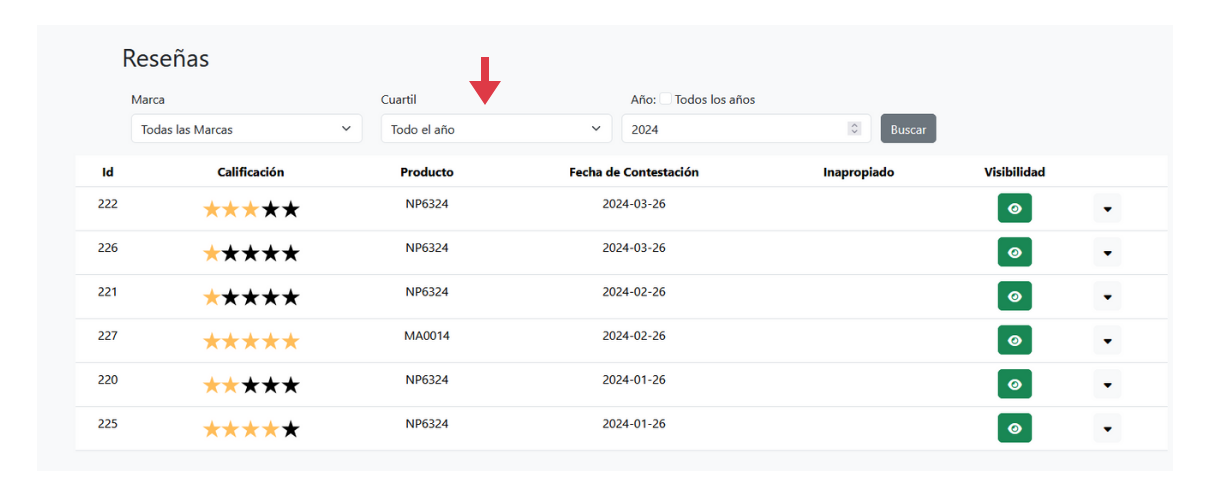 Reseñas
Marca Cuartil Año: Todos los años
Todas las Marcas Todo el año 2024 Buscar
Id Calificación Producto Fecha de Contestación Inapropiado Visibilidad
222 NP6324 2024-03-26
226 NP6324 2024-03-26
221 NP6324 2024-02-26
227 MA0014 2024-02-26
220 NP6324 2024-01-26
225 NP6324 2024-01-26